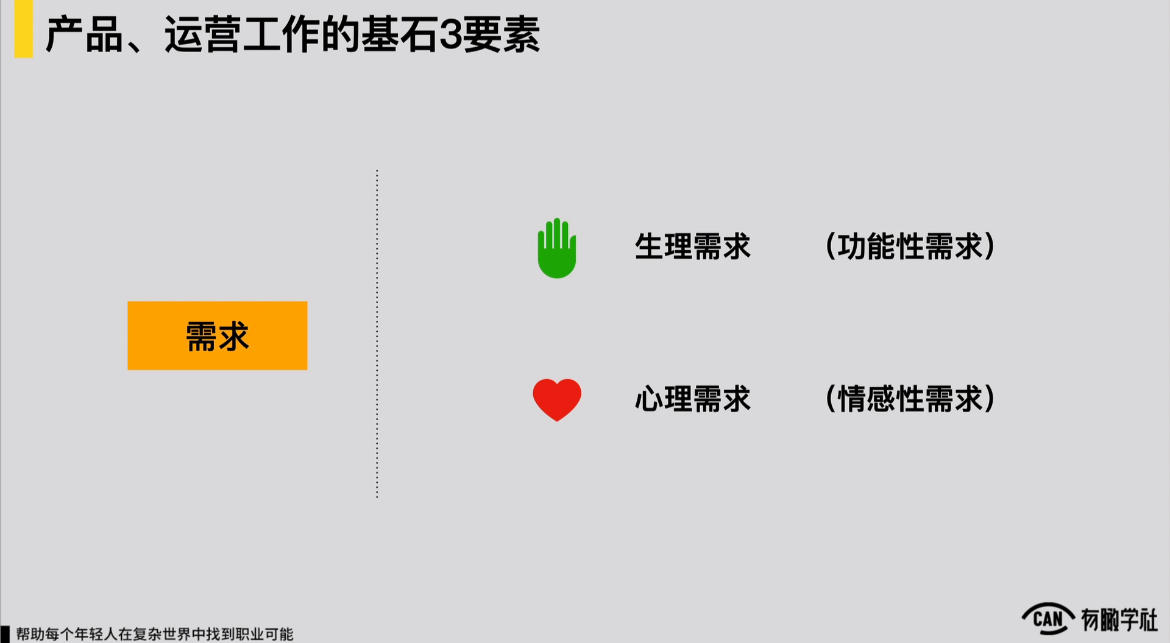 产品、运营工作的基石3要素
需求
生理需求 （功能性需求）
心理需求 （情感性需求）
帮助每个年轻人在复杂世界中找到职业可能
CAN 有瞰学社